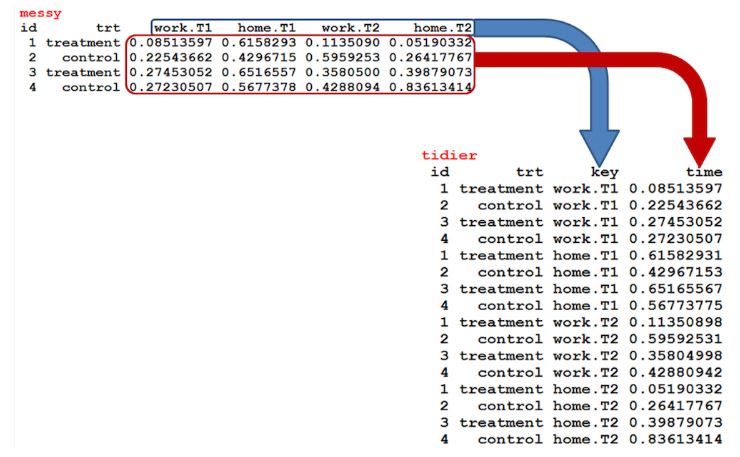 messy
id trt work.T1 home.T1 work.T2 home.T2
1 treatment 0.08513597 0.6158293 0.1135090 0.05190332
2 control 0.22543662 0.4296715 0.5959253 0.26417767
3 treatment 0.27453052 0.6516557 0.3580500 0.39879073
4 control 0.27230507 0.5677378 0.4288094 0.83613414
tidier
id trt key time
1 treatment work.T1 0.08513597
2 control work.T1 0.22543662
3 treatment work.T1 0.27453052
4 control work.T1 0.27230507
1 treatment home.T1 0.61582931
2 control home.T1 0.42967153
3 treatment home.T1 0.65165567
4 control home.T1 0.56773775
1 treatment work.T2 0.11350898
2 control work.T2 0.59592531
3 treatment work.T2 0.35804998
4 control work.T2 0.42880942
1 treatment home.T2 0.05190332
2 control home.T2 0.26417767
3 treatment home.T2 0.39879073
4 control home.T2 0.83613414